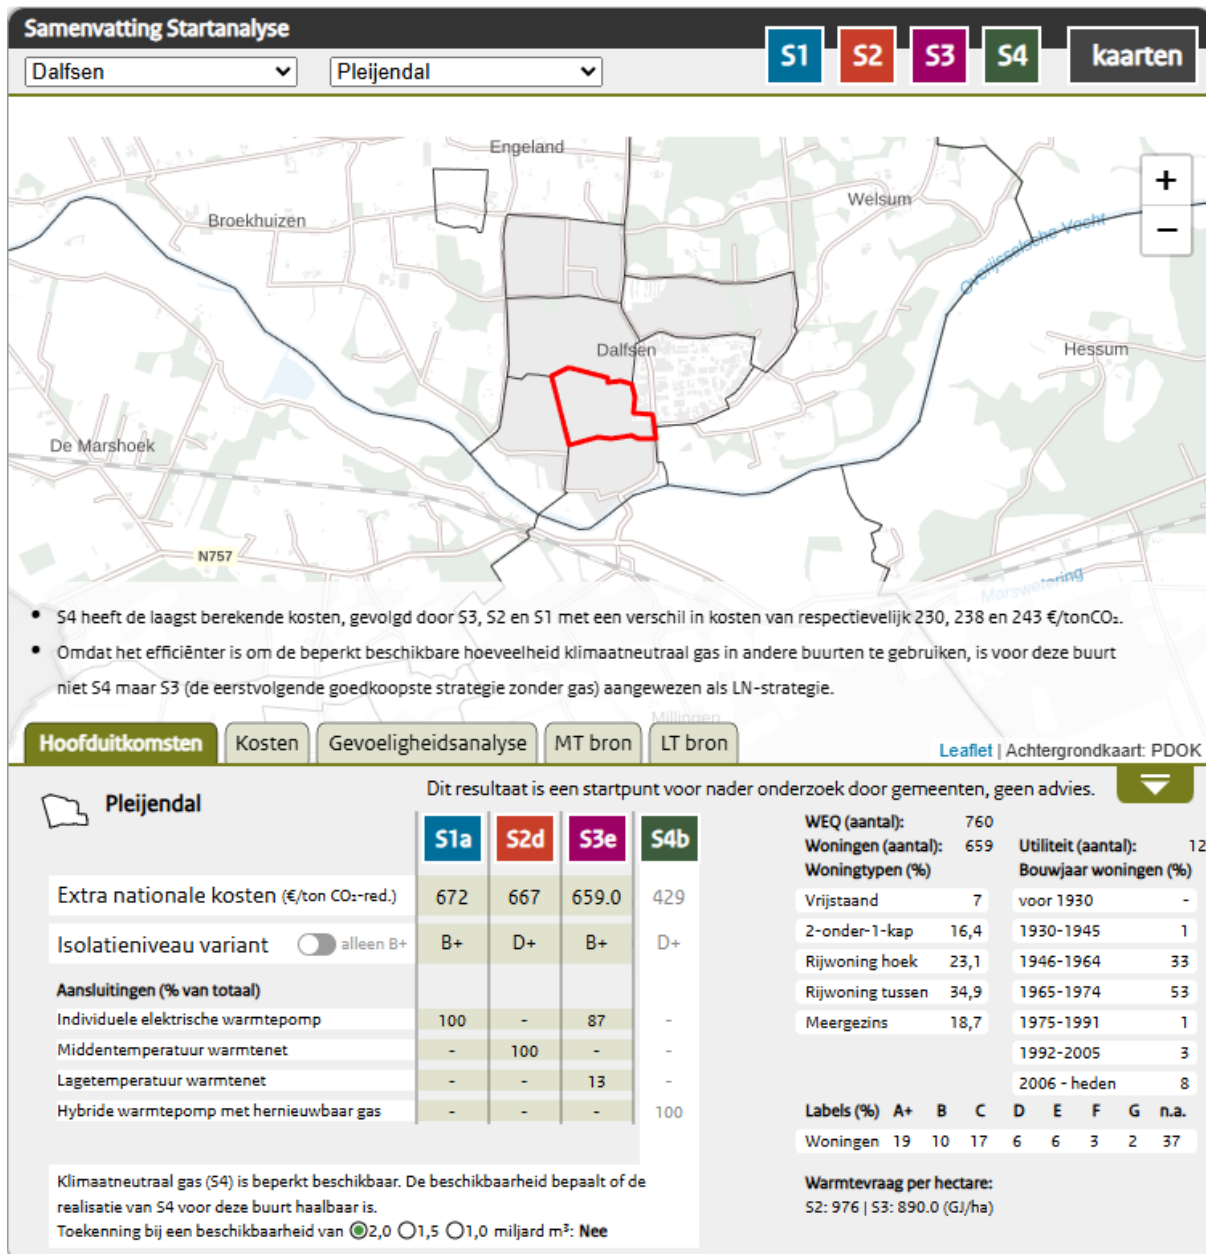 Samenvatting Startanalyse
Dalfsen
Pleijendal
S1 S2 S3 S4 kaarten
Engeland
Welsum
Broekhuizen
Overijsselsche Vecht
+
−
Dalfsen
Hessum
De Marshoek
N757
Marswetering
• S4 heeft de laagst berekende kosten, gevolgd door S3, S2 en S1 met een verschil in kosten van respectievelijk 230, 238 en 243 €/tonCO₂.
• Omdat het efficiënter is om de beperkt beschikbare hoeveelheid klimaatneutraal gas in andere buurten te gebruiken, is voor deze buurt
niet S4 maar S3 (de eerstvolgende goedkoopste strategie zonder gas) aangewezen als LN-strategie.
Millingen
Hoofduitkomsten Kosten Gevoeligheidsanalyse MT bron LT bron
Leaflet | Achtergrondkaart: PDOK
Dit resultaat is een startpunt voor nader onderzoek door gemeenten, geen advies.
Pleijendal
S1a S2d S3e S4b
Extra nationale kosten (€/ton CO₂-red.) 672 667 659.0 429
Isolatieniveau variant alleen B+ B+ D+ B+ D+
Aansluitingen (% van totaal)
Individuele elektrische warmtepomp 100 - 87 -
Middentemperatuur warmtenet - 100 - -
Lagetemperatuur warmtenet - - 13 -
Hybride warmtepomp met hernieuwbaar gas - - - 100
Klimaatneutraal gas (S4) is beperkt beschikbaar. De beschikbaarheid bepaalt of de
realisatie van S4 voor deze buurt haalbaar is.
Toekenning bij een beschikbaarheid van 2,0 1,5 1,0 miljard m³: Nee
WEQ (aantal): 760
Woningen (aantal): 659 Utiliteit (aantal): 12
Woningtypen (%) Bouwjaar woningen (%)
Vrijstaand 7 voor 1930 -
2-onder-1-kap 16,4 1930-1945 1
Rijwoning hoek 23,1 1946-1964 33
Rijwoning tussen 34,9 1965-1974 53
Meergezins 18,7 1975-1991 1
1992-2005 3
2006 - heden 8
Labels (%) A+ B C D E F G n.a.
Woningen 19 10 17 6 6 3 2 37
Warmtevraag per hectare:
S2: 976 | S3: 890.0 (GJ/ha)